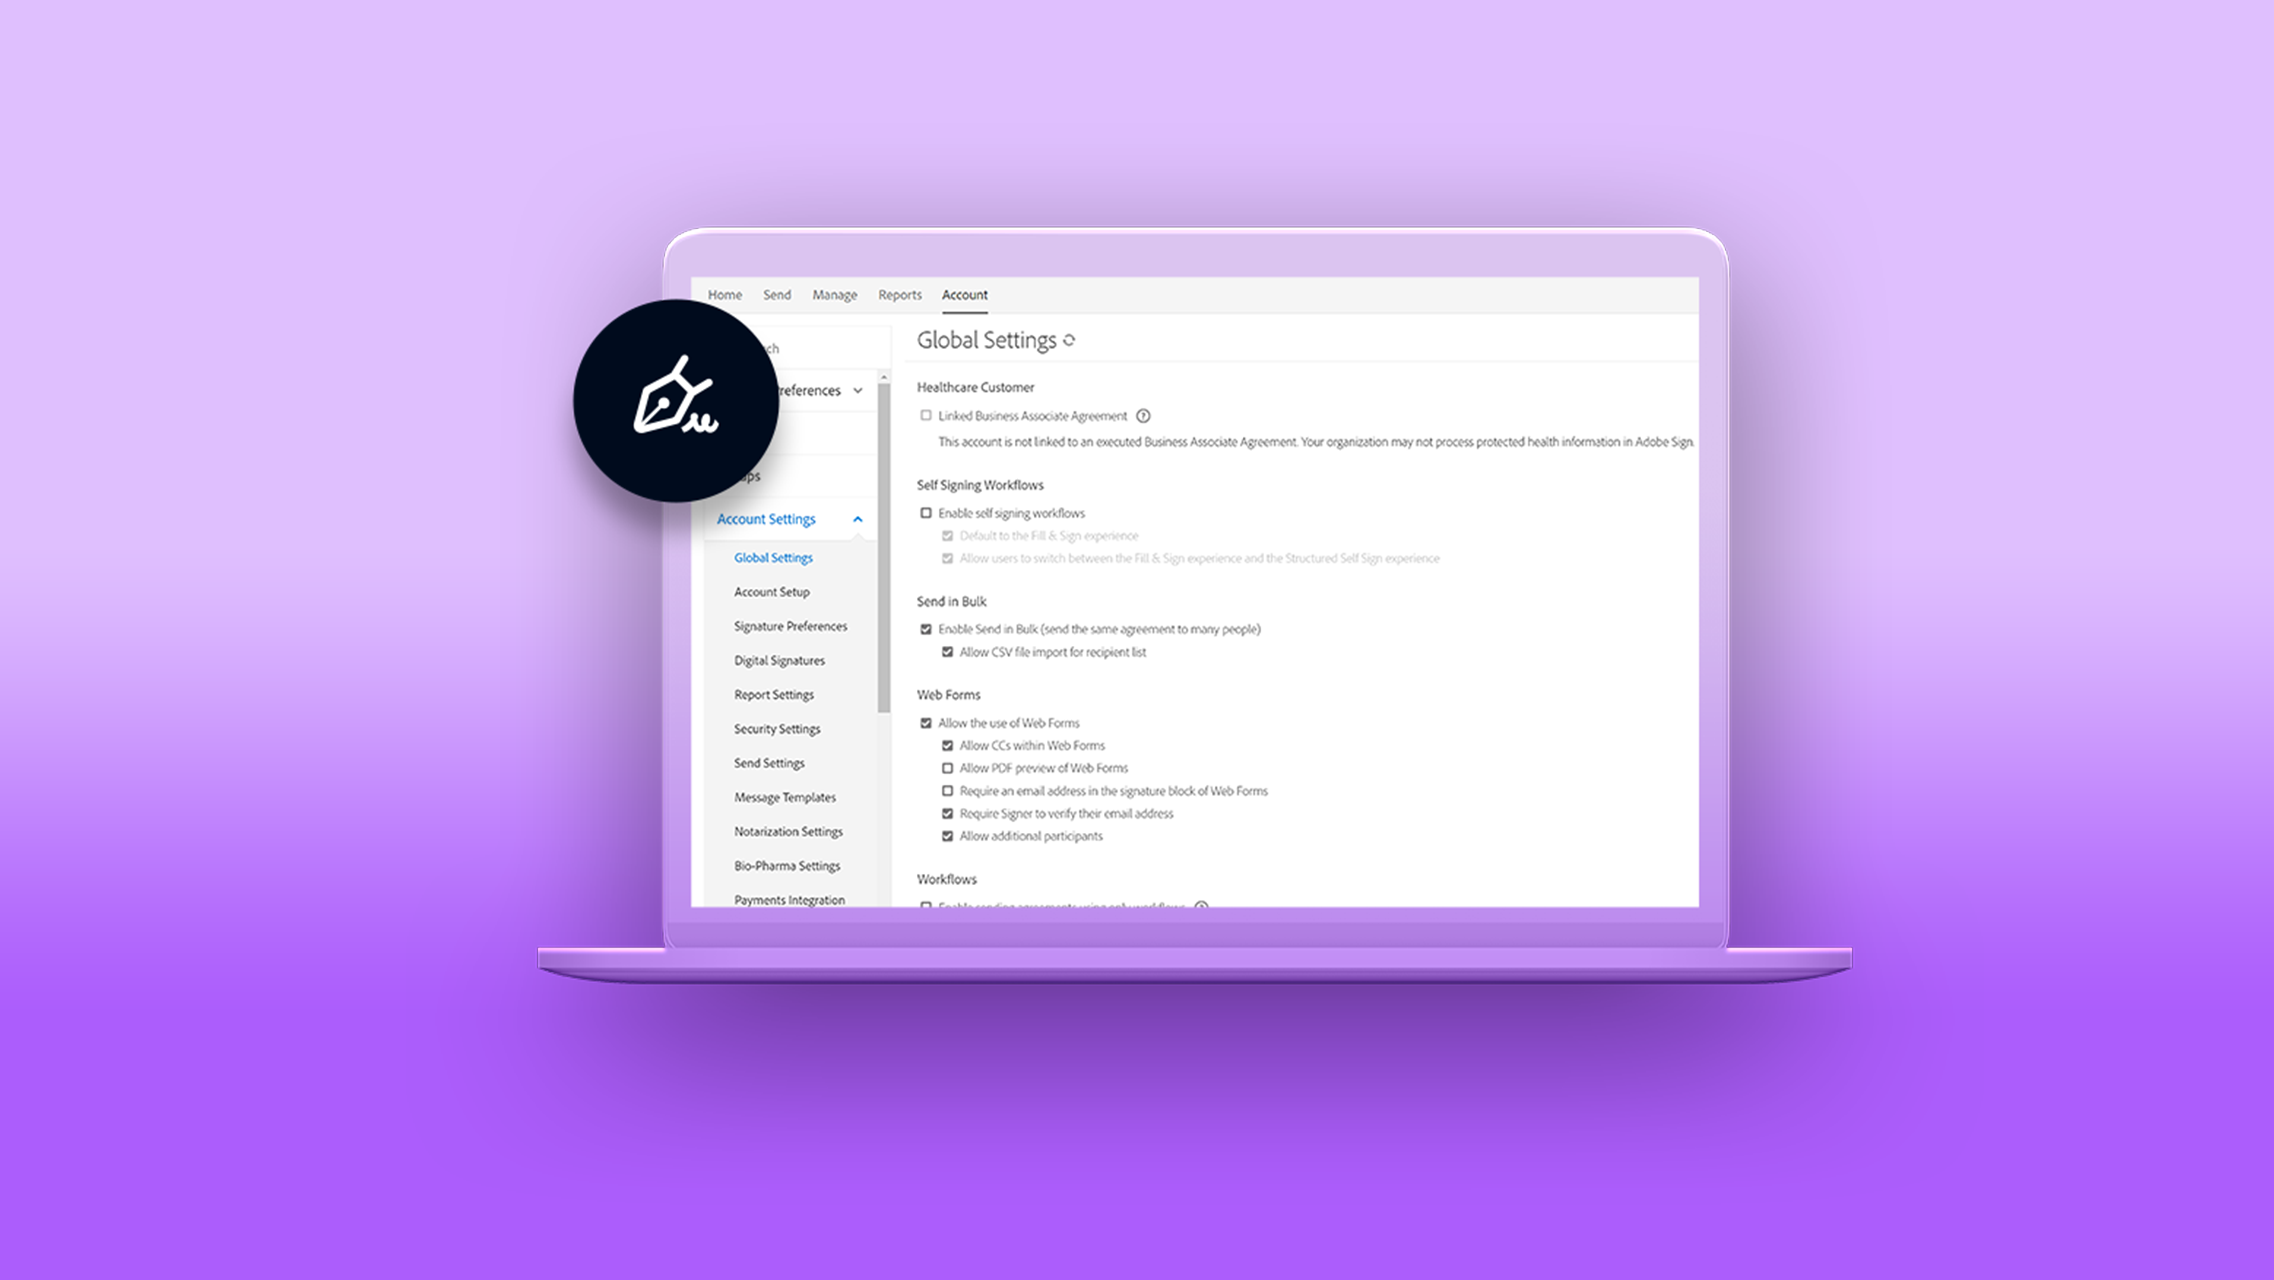 Home Send Manage Reports Account
Global Settings
Healthcare Customer
Linked Business Associate Agreement
This account is not linked to an executed Business Associate Agreement. Your organization may not process protected health information in Adobe Sign.
Self Signing Workflows
Enable self signing workflows
Default to the Fill & Sign experience
Allow users to switch between the Fill & Sign experience and the Structured Self Sign experience
Send in Bulk
Enable Send in Bulk (send the same agreement to many people)
Allow CSV file import for recipient list
Web Forms
Allow the use of Web Forms
Allow CCs within Web Forms
Allow PDF preview of Web Forms
Require an email address in the signature block of Web Forms
Require Signer to verify their email address
Allow additional participants
Workflows
Enable sending agreements using only workflows
Account Settings
Global Settings
Account Setup
Signature Preferences
Digital Signatures
Report Settings
Security Settings
Send Settings
Message Templates
Notarization Settings
Bio-Pharma Settings
Payments Integration